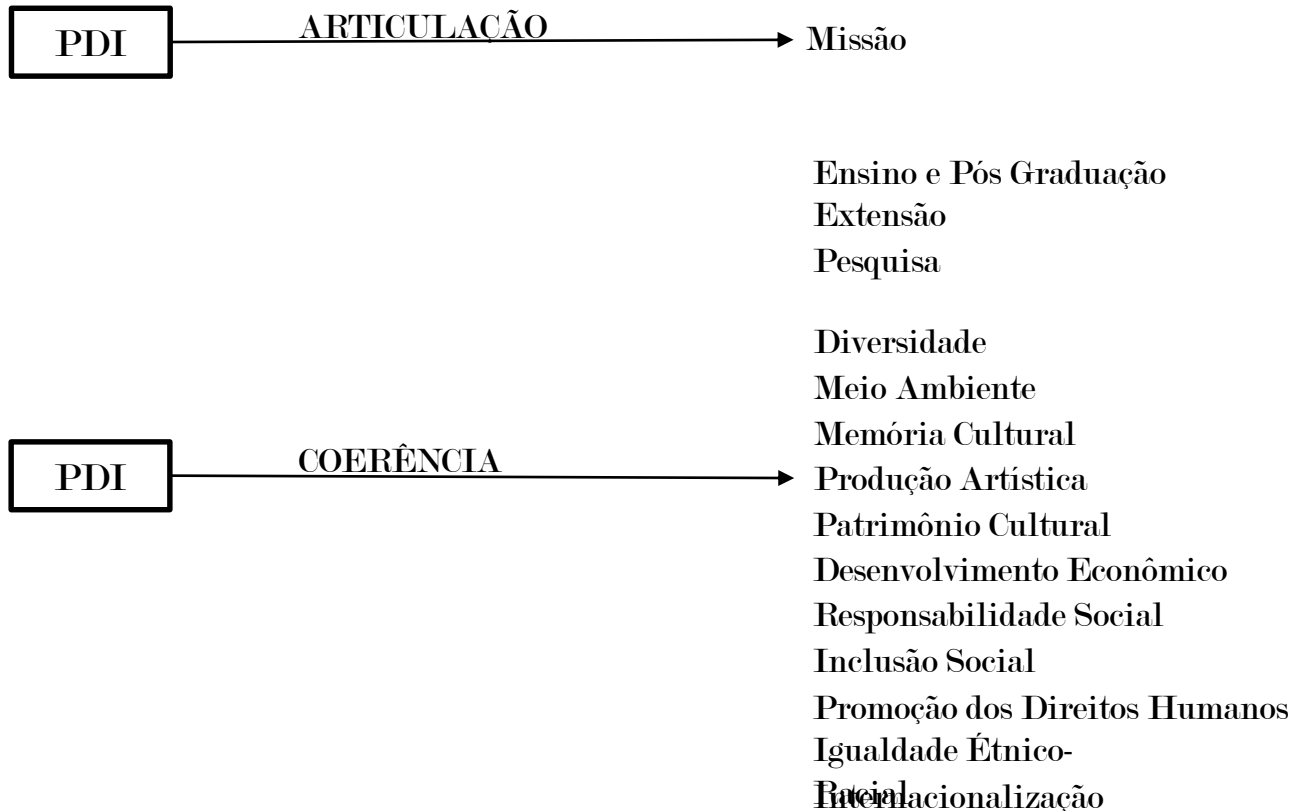 PDI
ARTICULAÇÃO
Missão
Ensino e Pós Graduação
Extensão
Pesquisa
Diversidade
Meio Ambiente
Memória Cultural
PDI
COERÊNCIA
Produção Artística
Patrimônio Cultural
Desenvolvimento Econômico
Responsabilidade Social
Inclusão Social
Promoção dos Direitos Humanos
Igualdade Étnico-
Racial
Internacionalização